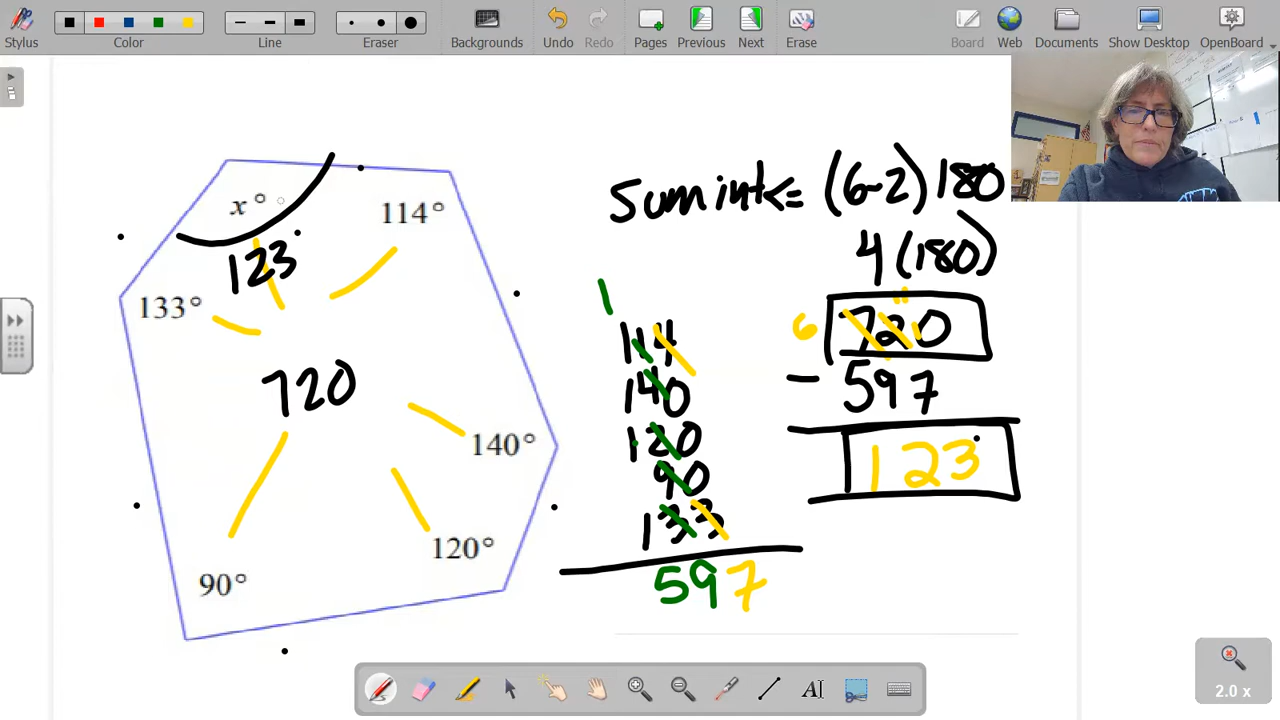 Stylus
Color
Line
Eraser
Backgrounds
Undo
Redo
Pages
Previous
Next
Erase
Board
Web
Documents
Show Desktop
OpenBoard
x°
114°
123°
133°
720
140°
120°
90°
Sum int<= (6-2)180
4(180)
1
114
140
120
90
133
597
6
11
720
- 597
123°
2.0 x